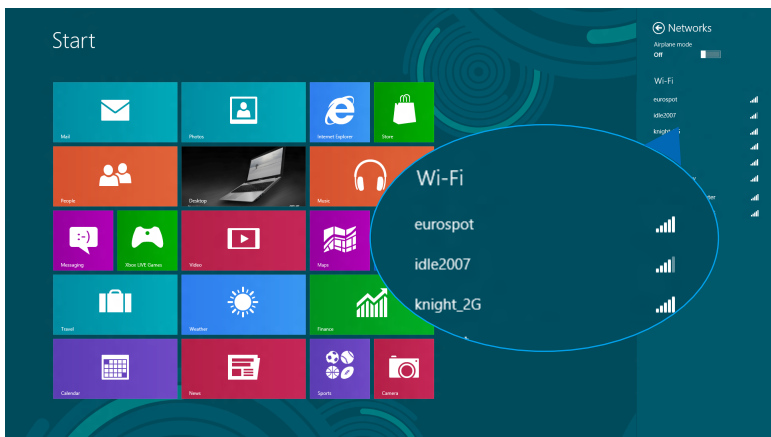 Start
Mail
Photos
Internet Explorer
Store
People
Desktop
Music
Messaging
Xbox LIVE Games
Video
Maps
Travel
Weather
Finance
Calendar
News
Sports
Camera
Networks
Airplane mode
Off
Wi-Fi
eurospot
idle2007
Wi-Fi
eurospot
idle2007
knight_2G